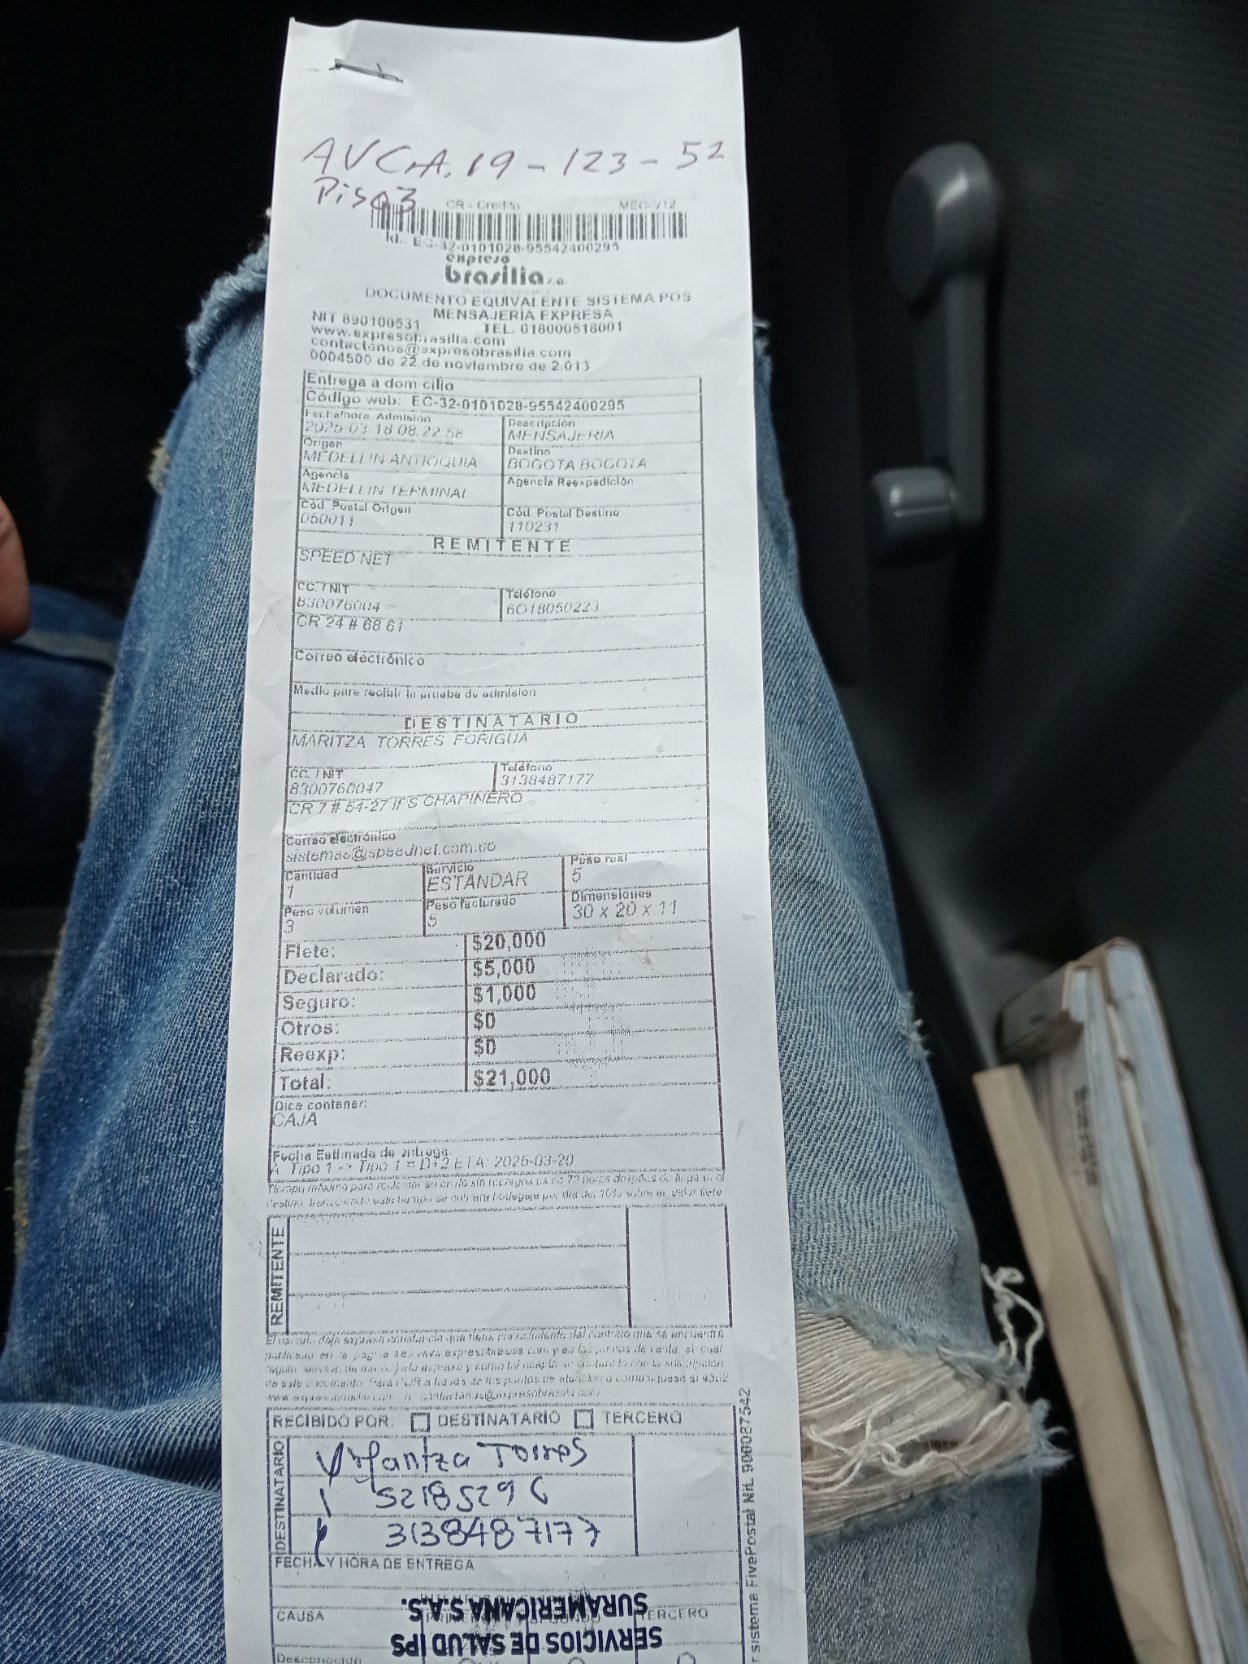 AV CrA. 19 - 123 - 52
Piso 3
CR - Credito MEC-V12
Id.: EC-32-0101028-95542400295
expreso
brasilia s.a.
DOCUMENTO EQUIVALENTE SISTEMA POS
MENSAJERIA EXPRESA
NIT 890100531 TEL. 018000518001
www.expresobrasilia.com
contactenos@expresobrasilia.com
0004500 de 22 de noviembre de 2.013
Entrega a dom cilio
Código web: EC-32-0101028-95542400295
Fecha/hora Admisión Descripción
2025-03-18 08:22:58 MENSAJERIA
Origen Destino
MEDELLIN ANTIOQUIA BOGOTA BOGOTA
Agencia Agencia Reexpedición
MEDELLIN TERMINAL
Cód. Postal Origen Cód. Postal Destino
050011 110231
REMITENTE
SPEED NET
CC. / NIT Teléfono
830076004 6018050223
CR 24 # 68 61
Correo electrónico
Medio para recibir la prueba de admisión
DESTINATARIO
MARITZA TORRES FORIGUA
CC. / NIT Teléfono
8300760047 3138487177
CR 7 # 54-27 IPS CHAPINERO
Correo electrónico
sistemas@speednet.com.co
Cantidad Servicio Peso real
1 ESTANDAR 5
Peso volumen Peso facturado Dimensiones
3 5 30 x 20 x 11
Flete: $20,000
Declarado: $5,000
Seguro: $1,000
Otros: $0
Reexp: $0
Total: $21,000
Dice contener:
CAJA
Fecha Estimada de entrega:
A. Tipo 1 -> Tipo 1 = D+2 ETA: 2025-03-20
REMITENTE
RECIBIDO POR: DESTINATARIO TERCERO
DESTINATARIO
Torres
52185296
3138487177
FECHA Y HORA DE ENTREGA
CAUSA TERCERO
SERVICIOS DE SALUD IPS
SURAMERICANA S.A.S.
Desconocido
sistema FivePostal Nit. 900087542